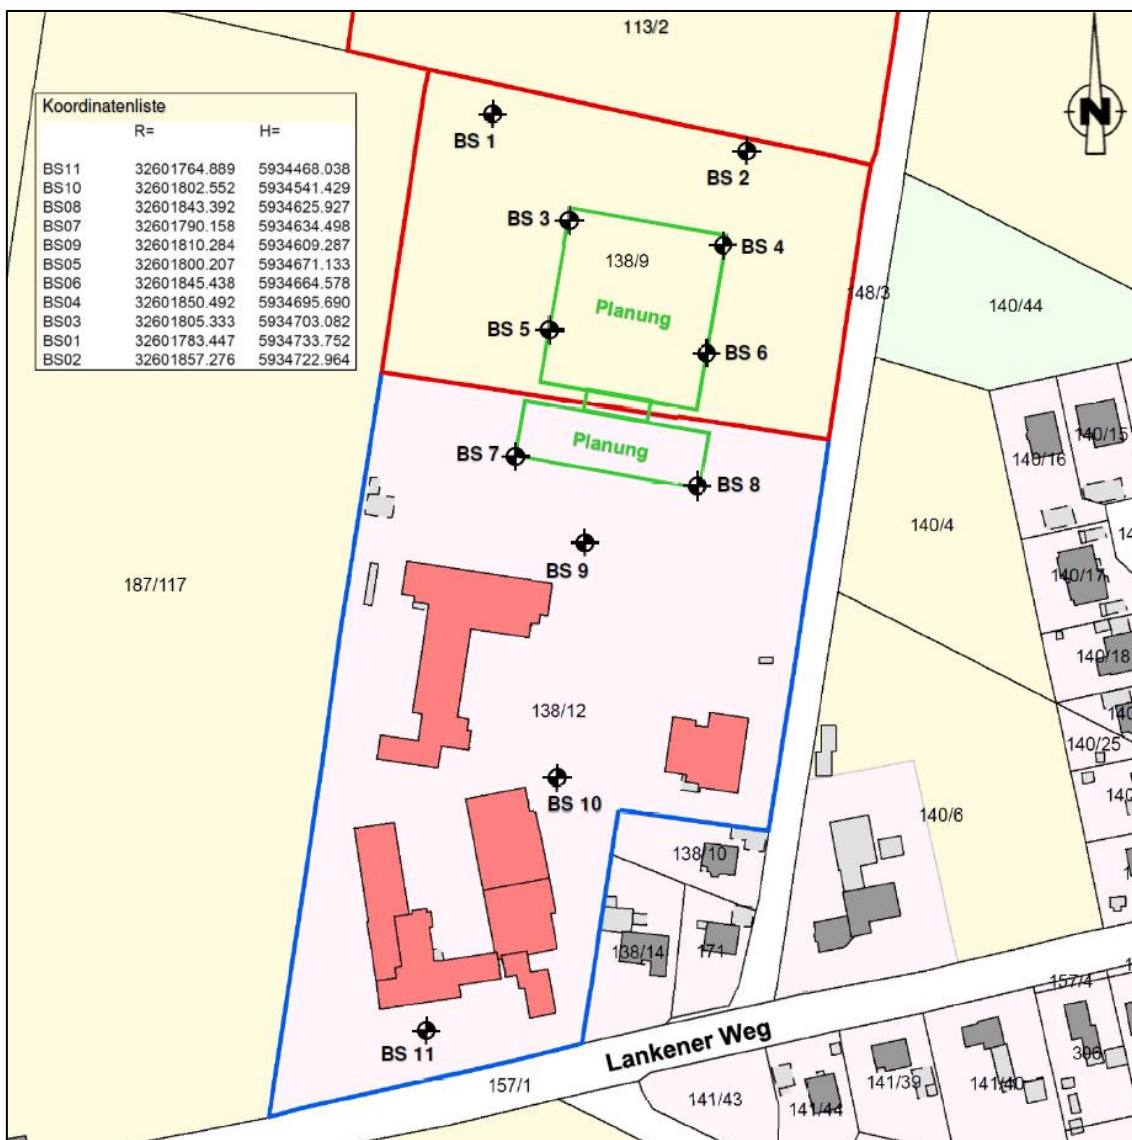 113/2
Koordinatenliste
R= H=
BS11 32601764.889 5934468.038
BS10 32601802.552 5934541.429
BS08 32601843.392 5934625.927
BS07 32601790.158 5934634.498
BS09 32601810.284 5934609.287
BS05 32601800.207 5934671.133
BS06 32601845.438 5934664.578
BS04 32601850.492 5934695.690
BS03 32601805.333 5934703.082
BS01 32601783.447 5934733.752
BS02 32601857.276 5934722.964
N
BS 1
BS 2
BS 3
BS 4
138/9
148/3
140/44
Planung
BS 5
BS 6
140/15
140/16
Planung
BS 7
BS 8
140/4
BS 9
187/117
140/17
140/18
138/12
140/25
BS 10
140/6
138/10
138/14
171
157/4
BS 11
Lankener Weg
306
157/1
141/43
141/44
141/39
141/40